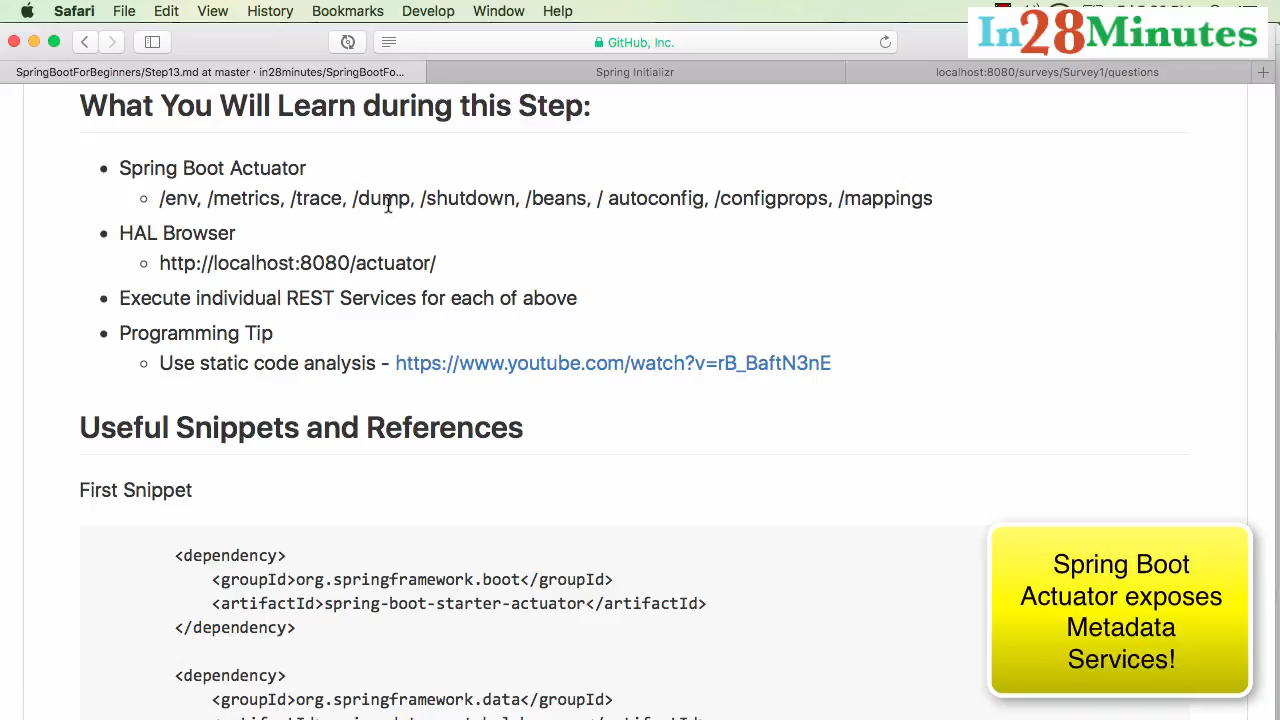 Safari File Edit View History Bookmarks Develop Window Help
In28Minutes
GitHub, Inc.
SpringBootForBeginners/Step13.md at master · in28minutes/SpringBootFo...
Spring Initializr
localhost:8080/surveys/Survey1/questions
What You Will Learn during this Step:
• Spring Boot Actuator
◦ /env, /metrics, /trace, /dump, /shutdown, /beans, / autoconfig, /configprops, /mappings
• HAL Browser
◦ http://localhost:8080/actuator/
• Execute individual REST Services for each of above
• Programming Tip
◦ Use static code analysis - https://www.youtube.com/watch?v=rB_BaftN3nE
Useful Snippets and References
First Snippet
<dependency>
<groupId>org.springframework.boot</groupId>
<artifactId>spring-boot-starter-actuator</artifactId>
</dependency>
<dependency>
<groupId>org.springframework.data</groupId>
Spring Boot
Actuator exposes
Metadata
Services!